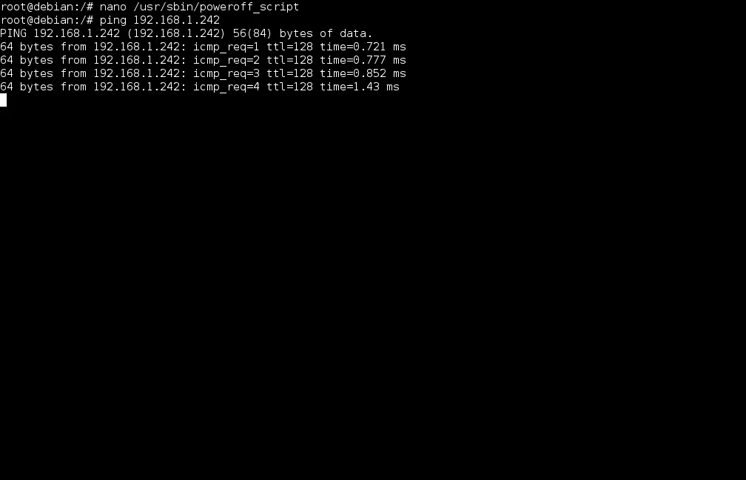 root@debian:/# nano /usr/sbin/poweroff_script
root@debian:/# ping 192.168.1.242
PING 192.168.1.242 (192.168.1.242) 56(84) bytes of data.
64 bytes from 192.168.1.242: icmp_req=1 ttl=128 time=0.721 ms
64 bytes from 192.168.1.242: icmp_req=2 ttl=128 time=0.777 ms
64 bytes from 192.168.1.242: icmp_req=3 ttl=128 time=0.852 ms
64 bytes from 192.168.1.242: icmp_req=4 ttl=128 time=1.43 ms